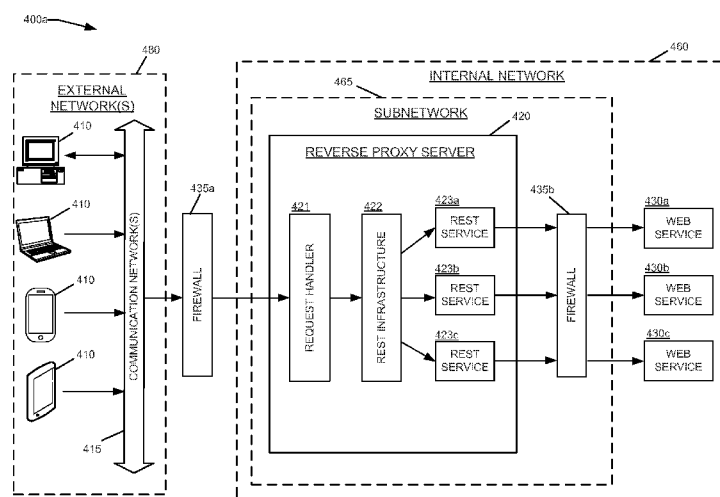 400a
480
460
EXTERNAL
NETWORK(S)
INTERNAL NETWORK
465
SUBNETWORK
420
REVERSE PROXY SERVER
410
410
410
410
COMMUNICATION NETWORK(S)
415
435a
FIREWALL
421
REQUEST HANDLER
422
REST INFRASTRUCTURE
423a
REST
SERVICE
423b
REST
SERVICE
423c
REST
SERVICE
435b
FIREWALL
430a
WEB
SERVICE
430b
WEB
SERVICE
430c
WEB
SERVICE